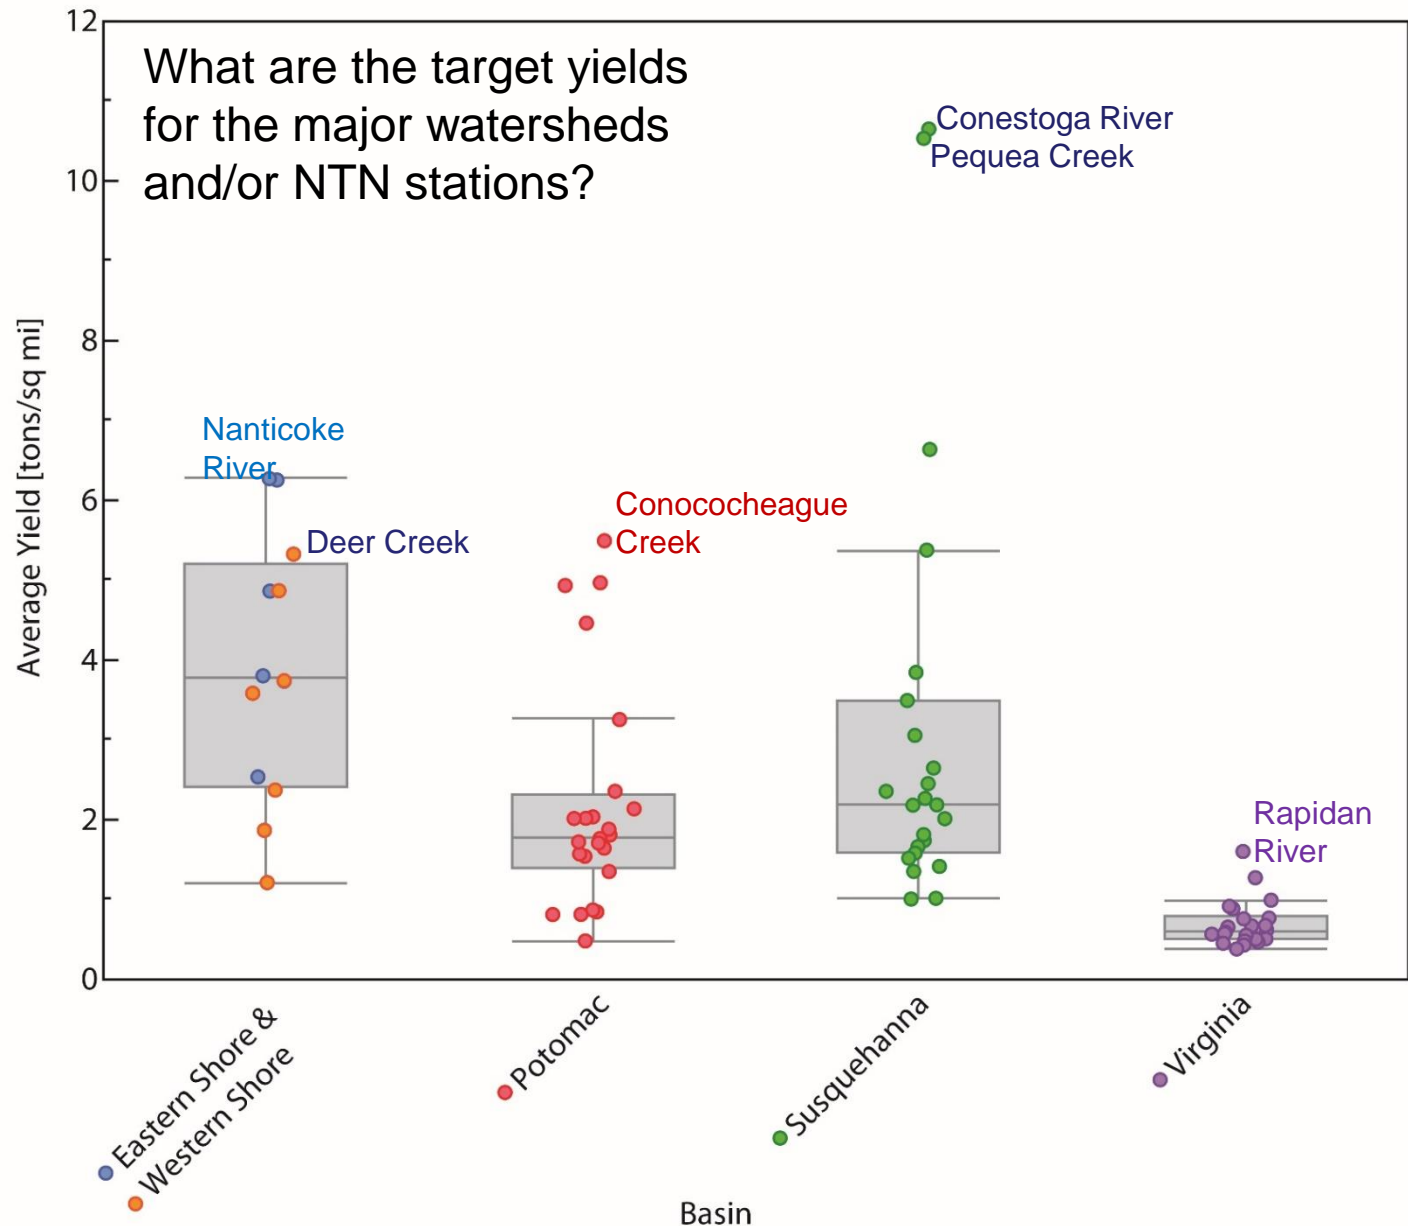 What are the target yields
for the major watersheds
and/or NTN stations?
12
10
8
6
4
2
0
Average Yield [tons/sq mi]
Nanticoke
River
Deer Creek
Conococheague
Creek
Conestoga River
Pequea Creek
Rapidan
River
Eastern Shore &
Western Shore
Potomac
Susquehanna
Virginia
Basin